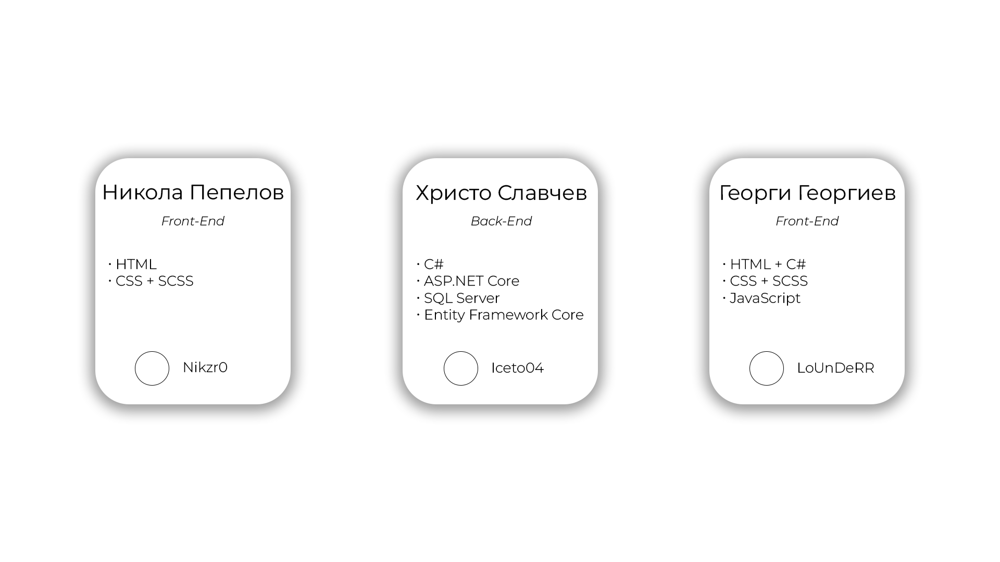 Никола Пепелов
Front-End
· HTML
· CSS + SCSS
Nikzr0
Христо Славчев
Back-End
· C#
· ASP.NET Core
· SQL Server
· Entity Framework Core
Iceto04
Георги Георгиев
Front-End
· HTML + C#
· CSS + SCSS
· JavaScript
LoUnDeRR